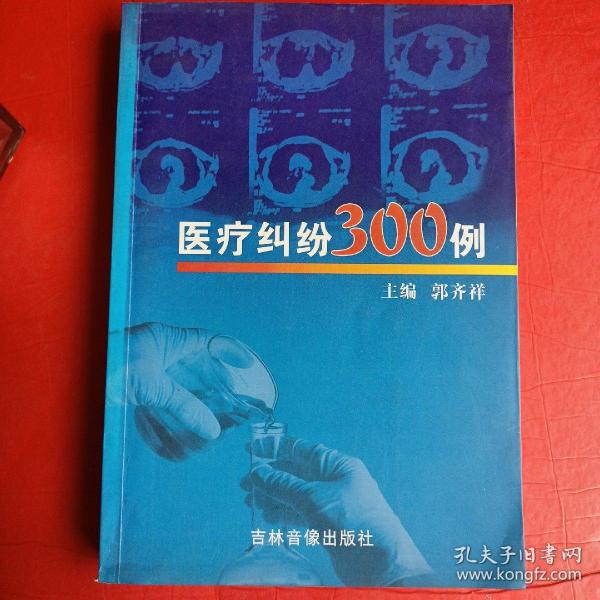 医疗纠纷300例
主编 郭齐祥
吉林音像出版社
孔夫子旧书网
www.kongfz.com